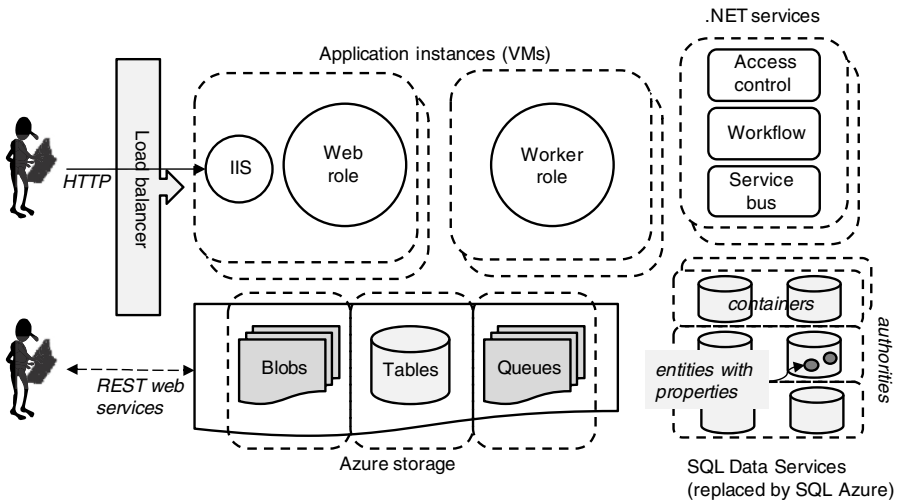 .NET services
Application instances (VMs)
Access
control
Load balancer
IIS
Web
role
Worker
role
Workflow
HTTP
Service
bus
containers
authorities
Blobs
Tables
Queues
entities with
properties
REST web
services
Azure storage
SQL Data Services
(replaced by SQL Azure)